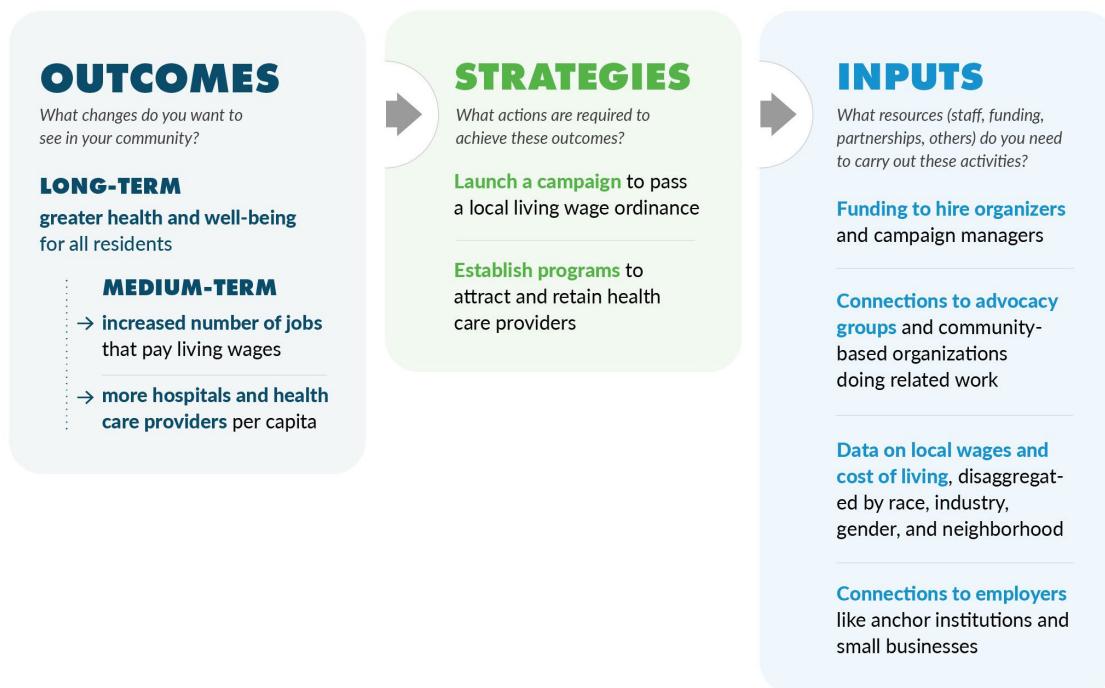 OUTCOMES
What changes do you want to
see in your community?
LONG-TERM
greater health and well-being
for all residents
MEDIUM-TERM
→ increased number of jobs
that pay living wages
→ more hospitals and health
care providers per capita
STRATEGIES
What actions are required to
achieve these outcomes?
Launch a campaign to pass
a local living wage ordinance
Establish programs to
attract and retain health
care providers
INPUTS
What resources (staff, funding,
partnerships, others) do you need
to carry out these activities?
Funding to hire organizers
and campaign managers
Connections to advocacy
groups and community-
based organizations
doing related work
Data on local wages and
cost of living, disaggregat-
ed by race, industry,
gender, and neighborhood
Connections to employers
like anchor institutions and
small businesses